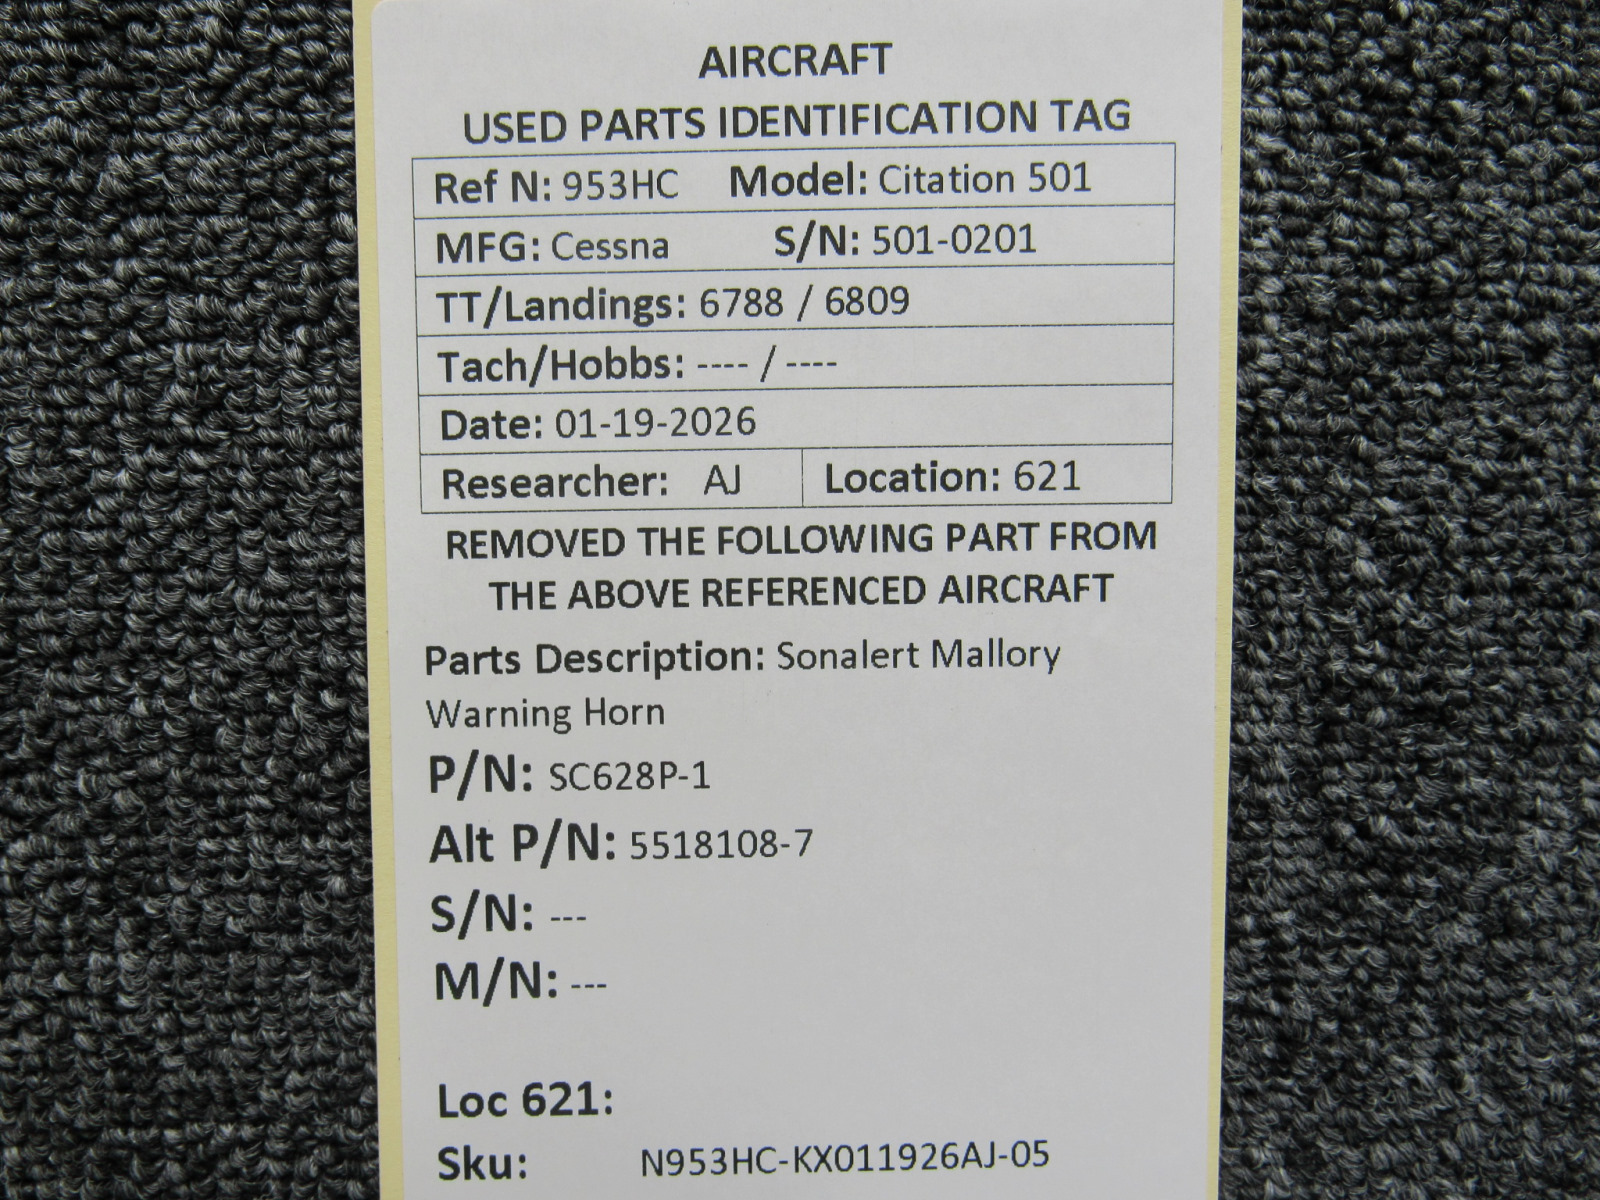 AIRCRAFT
USED PARTS IDENTIFICATION TAG
Ref N: 953HC Model: Citation 501
MFG: Cessna S/N: 501-0201
TT/Landings: 6788 / 6809
Tach/Hobbs: ---- / ----
Date: 01-19-2026
Researcher: AJ Location: 621
REMOVED THE FOLLOWING PART FROM
THE ABOVE REFERENCED AIRCRAFT
Parts Description: Sonalert Mallory
Warning Horn
P/N: SC628P-1
Alt P/N: 5518108-7
S/N: ---
M/N: ---
Loc 621:
Sku: N953HC-KX011926AJ-05